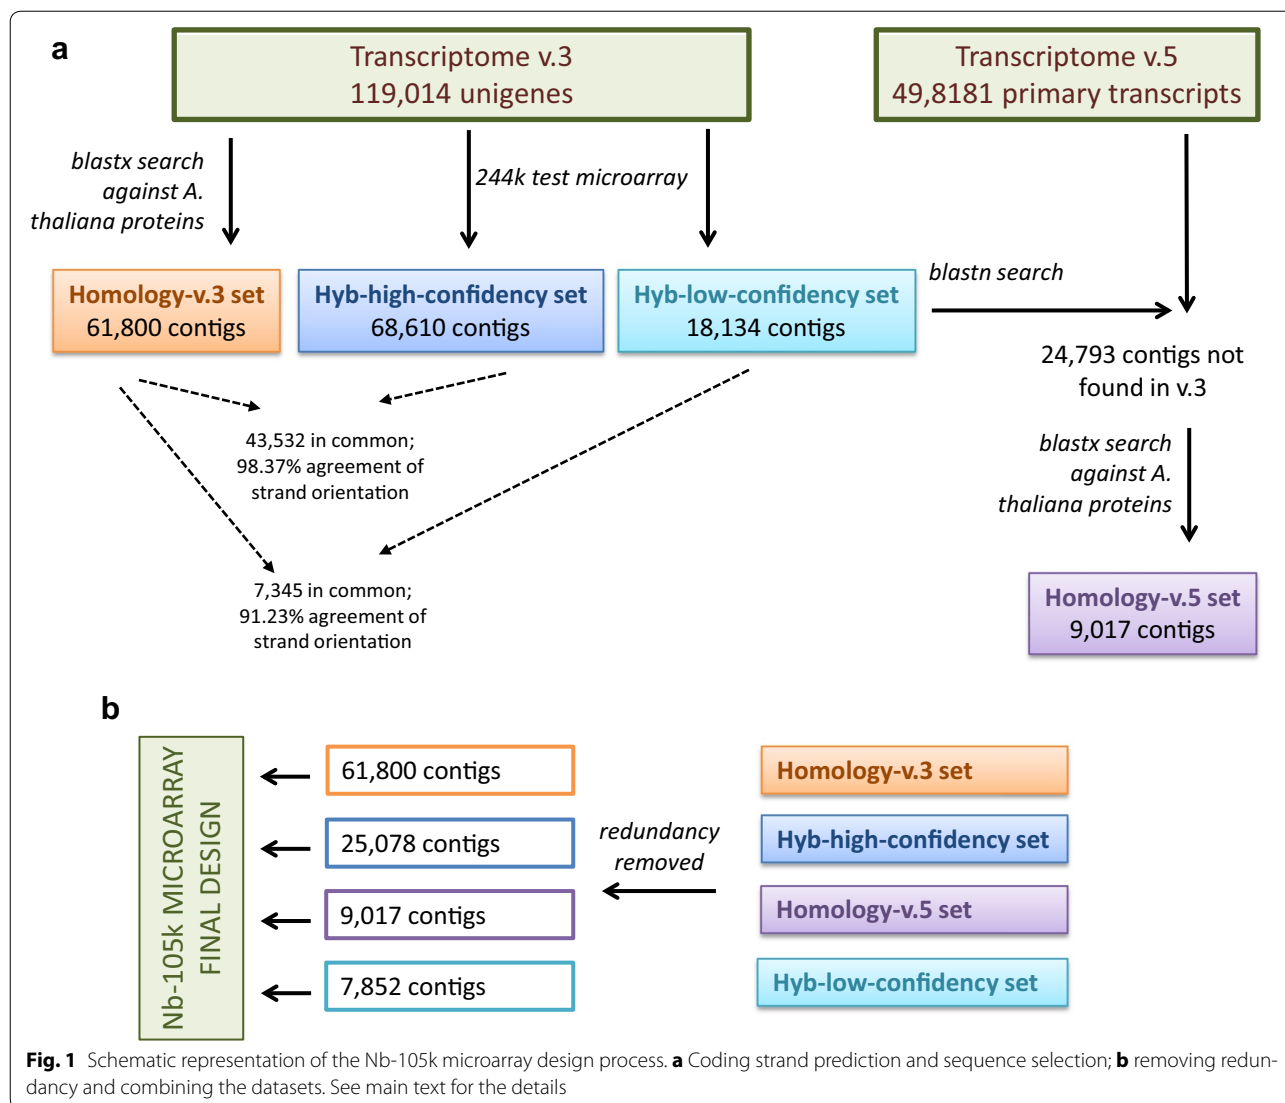 a
Transcriptome v.3
119,014 unigenes
Transcriptome v.5
49,8181 primary transcripts
blastx search
against A.
thaliana proteins
244k test microarray
Homology-v.3 set
61,800 contigs
Hyb-high-confidency set
68,610 contigs
Hyb-low-confidency set
18,134 contigs
blastn search
24,793 contigs not
found in v.3
43,532 in common;
98.37% agreement of
strand orientation
blastx search
against A.
thaliana proteins
7,345 in common;
91.23% agreement of
strand orientation
Homology-v.5 set
9,017 contigs
b
Nb-105k MICROARRAY
FINAL DESIGN
61,800 contigs
25,078 contigs
9,017 contigs
7,852 contigs
redundancy
removed
Homology-v.3 set
Hyb-high-confidency set
Homology-v.5 set
Hyb-low-confidency set
Fig. 1 Schematic representation of the Nb-105k microarray design process. a Coding strand prediction and sequence selection; b removing redun-
dancy and combining the datasets. See main text for the details